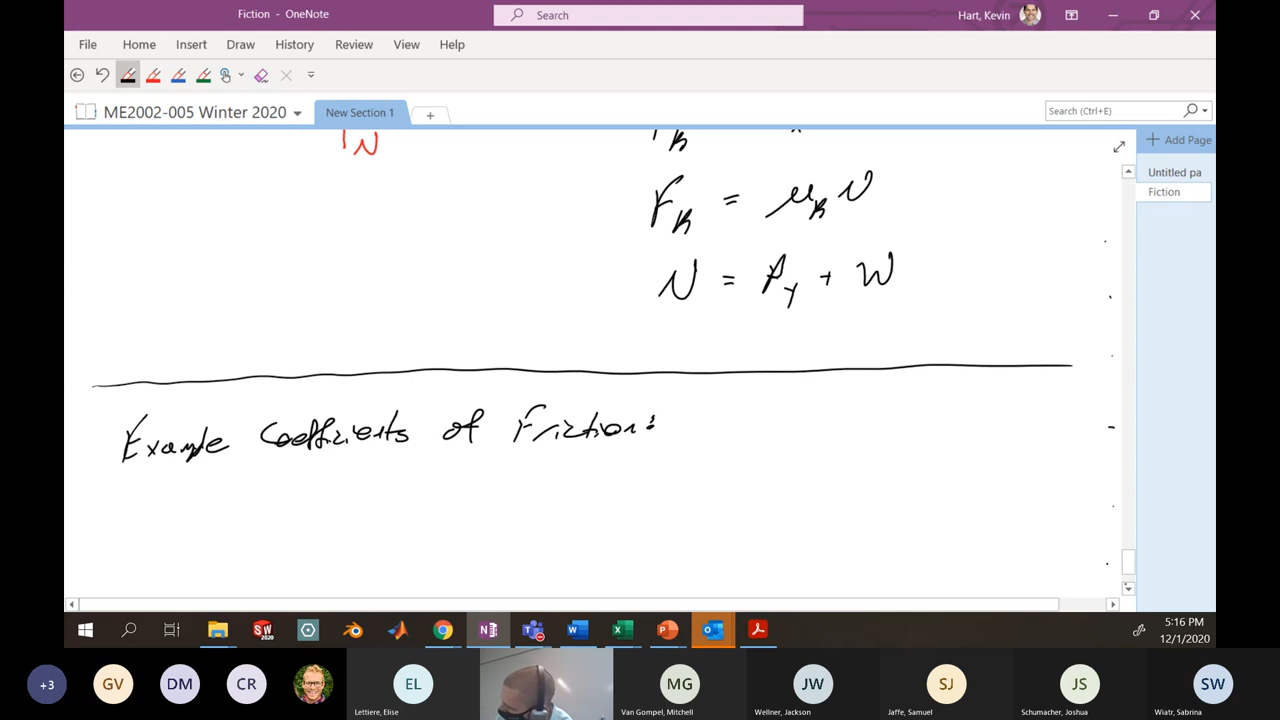 Fiction - OneNote
Search
Hart, Kevin
File Home Insert Draw History Review View Help
ME2002-005 Winter 2020
New Section 1
+
Search (Ctrl+E)
Add Page
Untitled pa
Fiction
N
F_k = μ_k N
N = P_y + W
Example Coefficients of Friction:
5:16 PM
12/1/2020
+3
GV
DM
CR
EL
Lettiere, Elise
MG
Van Gompel, Mitchell
JW
Wellner, Jackson
SJ
Jaffe, Samuel
JS
Schumacher, Joshua
SW
Wiatr, Sabrina